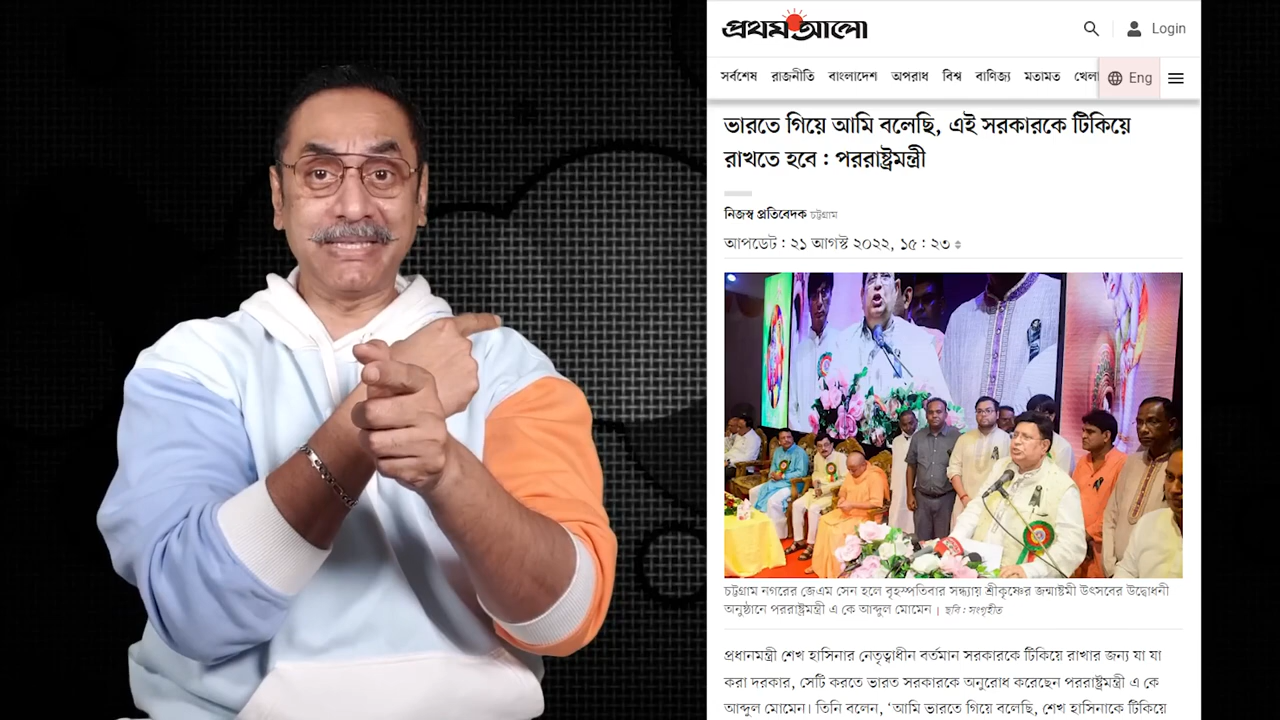 প্রথম আলো
Login
সর্বশেষ রাজনীতি বাংলাদেশ অপরাধ বিশ্ব বাণিজ্য মতামত খেলা Eng
ভারতে গিয়ে আমি বলেছি, এই সরকারকে টিকিয়ে
রাখতে হবে : পররাষ্ট্রমন্ত্রী
নিজস্ব প্রতিবেদক চট্টগ্রাম
আপডেট : ২১ আগস্ট ২০২২, ১৫ : ২৩
চট্টগ্রাম নগরের জেএম সেন হলে বৃহস্পতিবার সন্ধ্যায় শ্রীকৃষ্ণের জন্মাষ্টমী উৎসবের উদ্বোধনী
অনুষ্ঠানে পররাষ্ট্রমন্ত্রী এ কে আব্দুল মোমেন | ছবি : সংগৃহীত
প্রধানমন্ত্রী শেখ হাসিনার নেতৃত্বাধীন বর্তমান সরকারকে টিকিয়ে রাখার জন্য যা যা
করা দরকার, সেটি করতে ভারত সরকারকে অনুরোধ করেছেন পররাষ্ট্রমন্ত্রী এ কে
আব্দুল মোমেন। তিনি বলেন, ‘আমি ভারতে গিয়ে বলেছি, শেখ হাসিনাকে টিকিয়ে